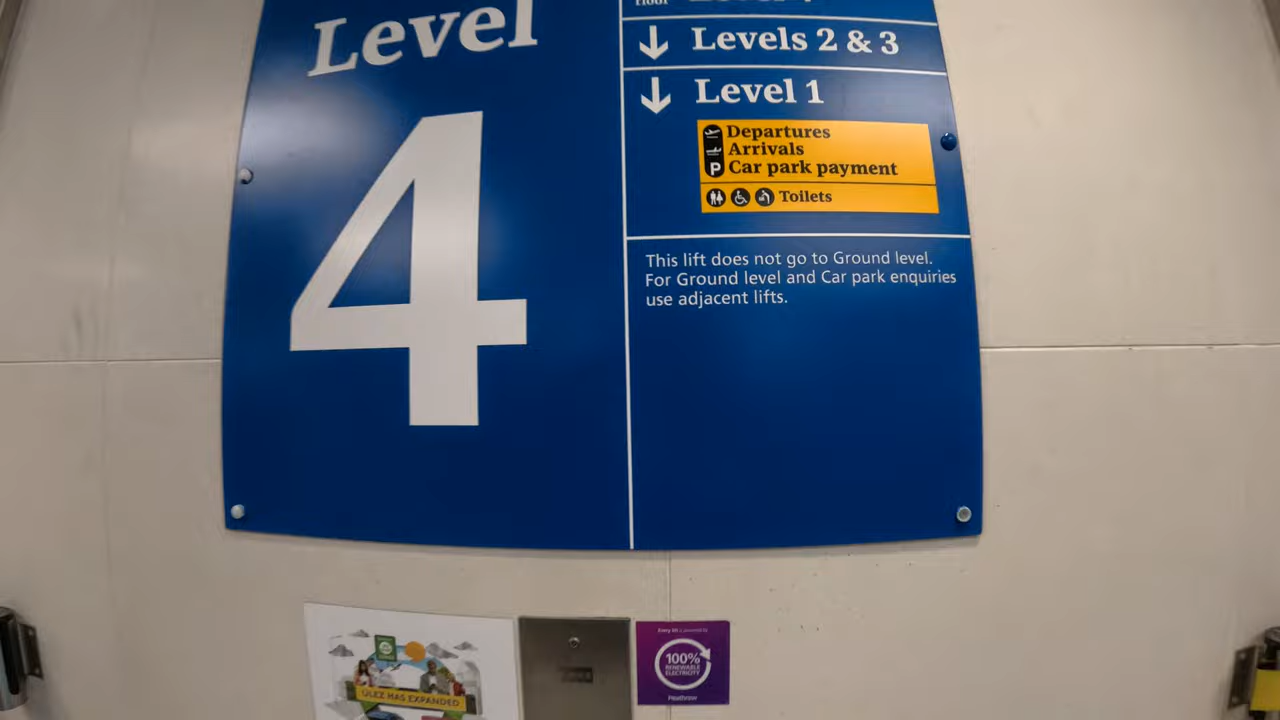 Level
4
floor
Levels 2 & 3
Level 1
Departures
Arrivals
P Car park payment
Toilets
This lift does not go to Ground level.
For Ground level and Car park enquiries
use adjacent lifts.
ULEZ HAS EXPANDED
100%
RENEWABLE
ELECTRICITY
Heathrow